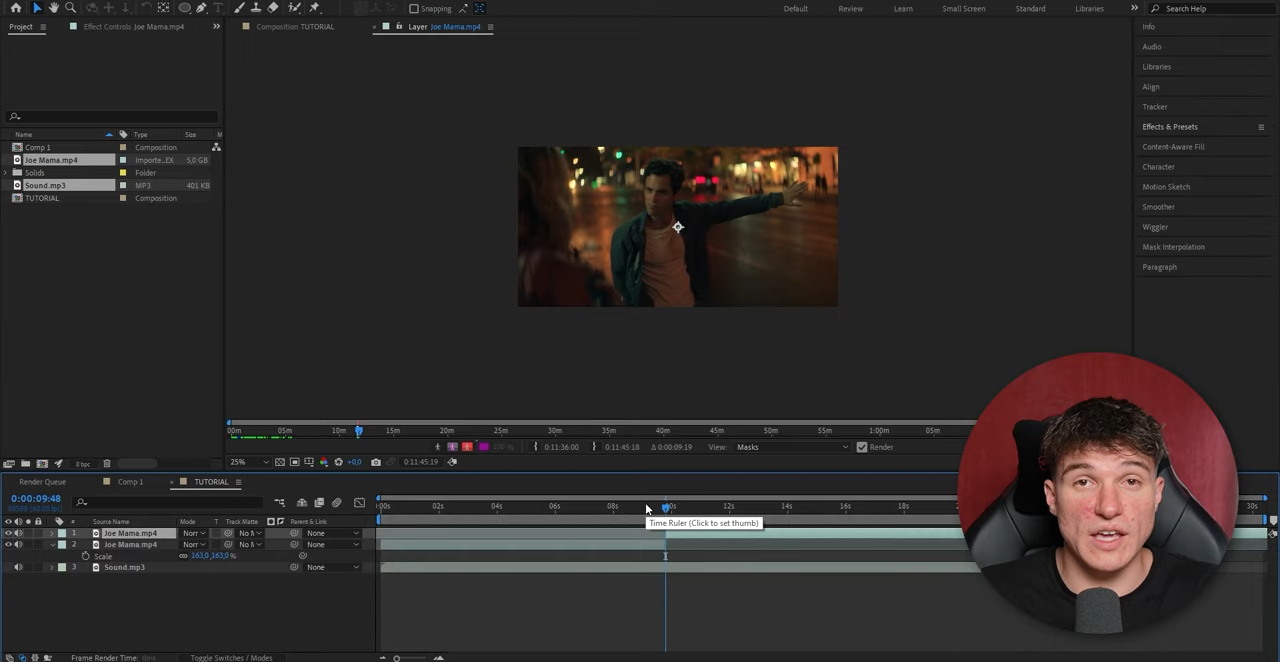 Snapping
Default
Review
Learn
Small Screen
Standard
Libraries
Search Help
Project
Effect Controls Joe Mama.mp4
Composition TUTORIAL
Layer Joe Mama.mp4
Info
Audio
Libraries
Align
Tracker
Effects & Presets
Content-Aware Fill
Character
Motion Sketch
Smoother
Wiggler
Mask Interpolation
Paragraph
Name
Type
Size
Comp 1
Composition
Joe Mama.mp4
Importe...EX
5,0 GB
Solids
Folder
Sound.mp3
MP3
401 KB
TUTORIAL
Composition
00m 05m 10m 15m 20m 25m 30m 35m 40m 45m 50m 55m 00m 05m
8 bpc
25%
+0,0
0:11:45:19
100 %
0:11:36:00
0:11:45:18
Δ 0:00:09:19
View:
Masks
Render
Render Queue
Comp 1
TUTORIAL
0:00:09:48
00588 (60.00 fps)
:00s 02s 04s 06s 08s 12s 14s 16s 18s 30s
Time Ruler (Click to set thumb)
# Source Name Mode T Track Matte Parent & Link
1 Joe Mama.mp4 Norr No M None
2 Joe Mama.mp4 Norr No M None
Scale 163,0,163,0 %
3 Sound.mp3 None
Frame Render Time: 0ms
Toggle Switches / Modes